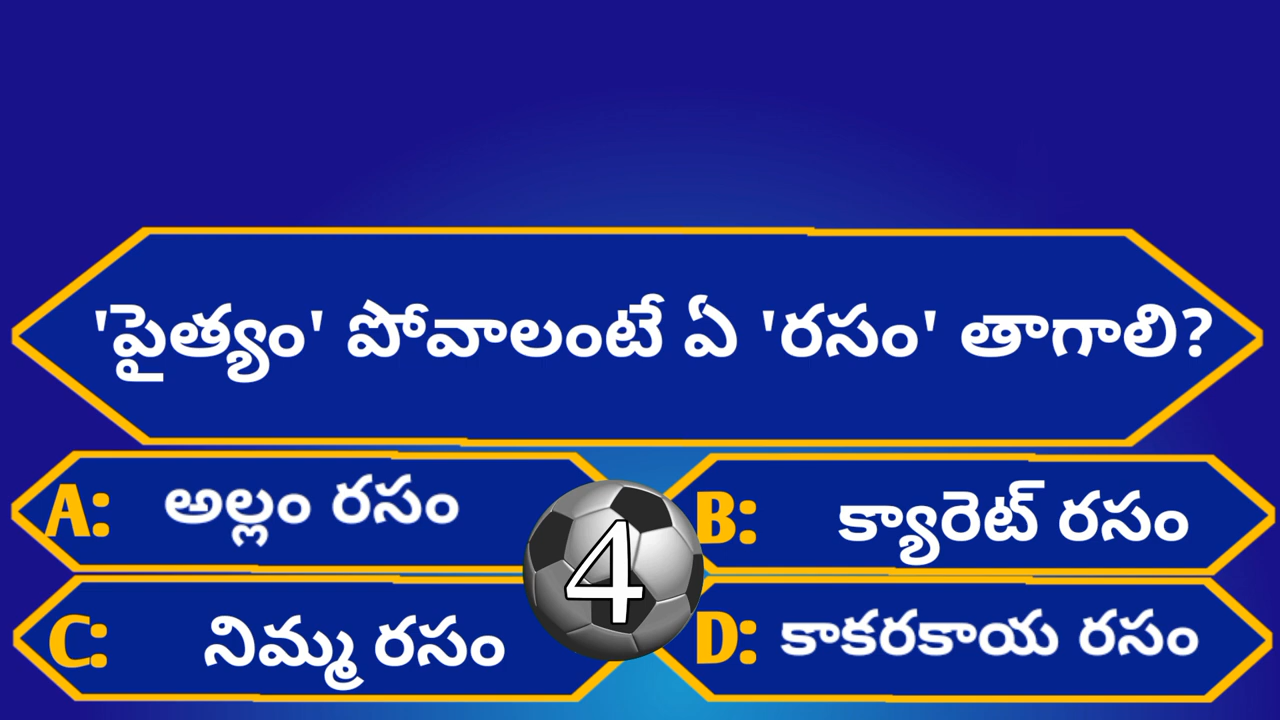 'పైత్యం' పోవాలంటే ఏ 'రసం' తాగాలి?
A: అల్లం రసం
B: క్యారెట్ రసం
4
C: నిమ్మ రసం
D: కాకరకాయ రసం